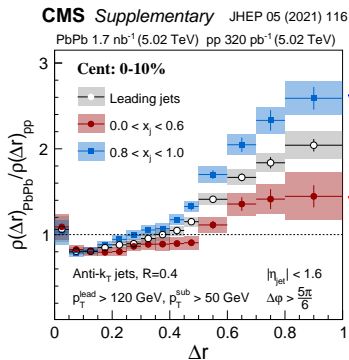 CMS Supplementary JHEP 05 (2021) 116
PbPb 1.7 nb⁻¹ (5.02 TeV) pp 320 pb⁻¹ (5.02 TeV)
Cent: 0-10%
Leading jets
0.0 < x_j < 0.6
0.8 < x_j < 1.0
ρ(Δr)_PbPb/ρ(Δr)_pp
3
2
1
Anti-k_T jets, R=0.4 |η_jet| < 1.6
p_T^lead > 120 GeV, p_T^sub > 50 GeV Δφ > 5π/6
0 0.2 0.4 0.6 0.8 1
Δr